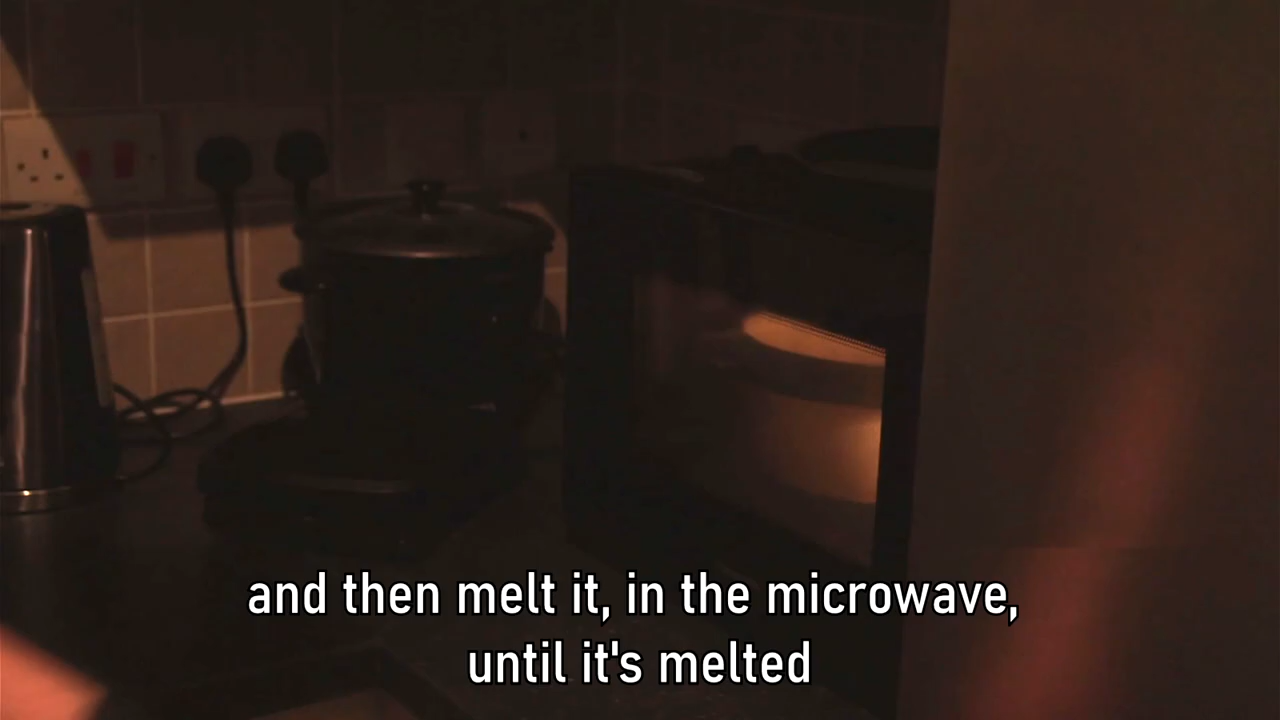 and then melt it, in the microwave,
until it's melted